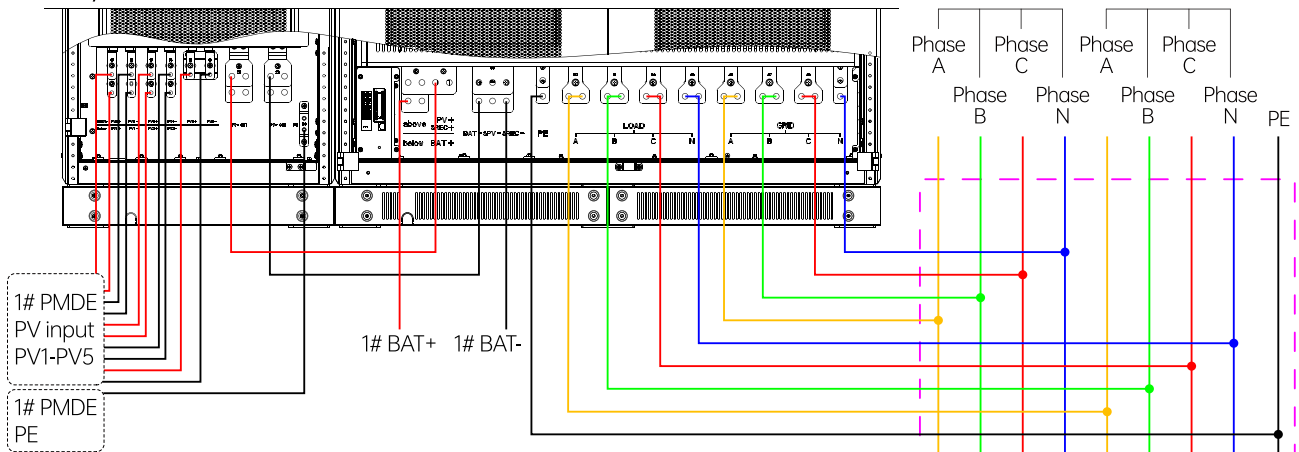 Phase
A
Phase
C
Phase
A
Phase
C
Phase
B
Phase
N
Phase
B
Phase
N
PE
above PV+
SPEC+
below BAT+
BAT-
PE
LOAD
A B C N
GRID
A B C N
1# PMDE
PV input
PV1-PV5
1# PMDE
PE
1# BAT+
1# BAT-